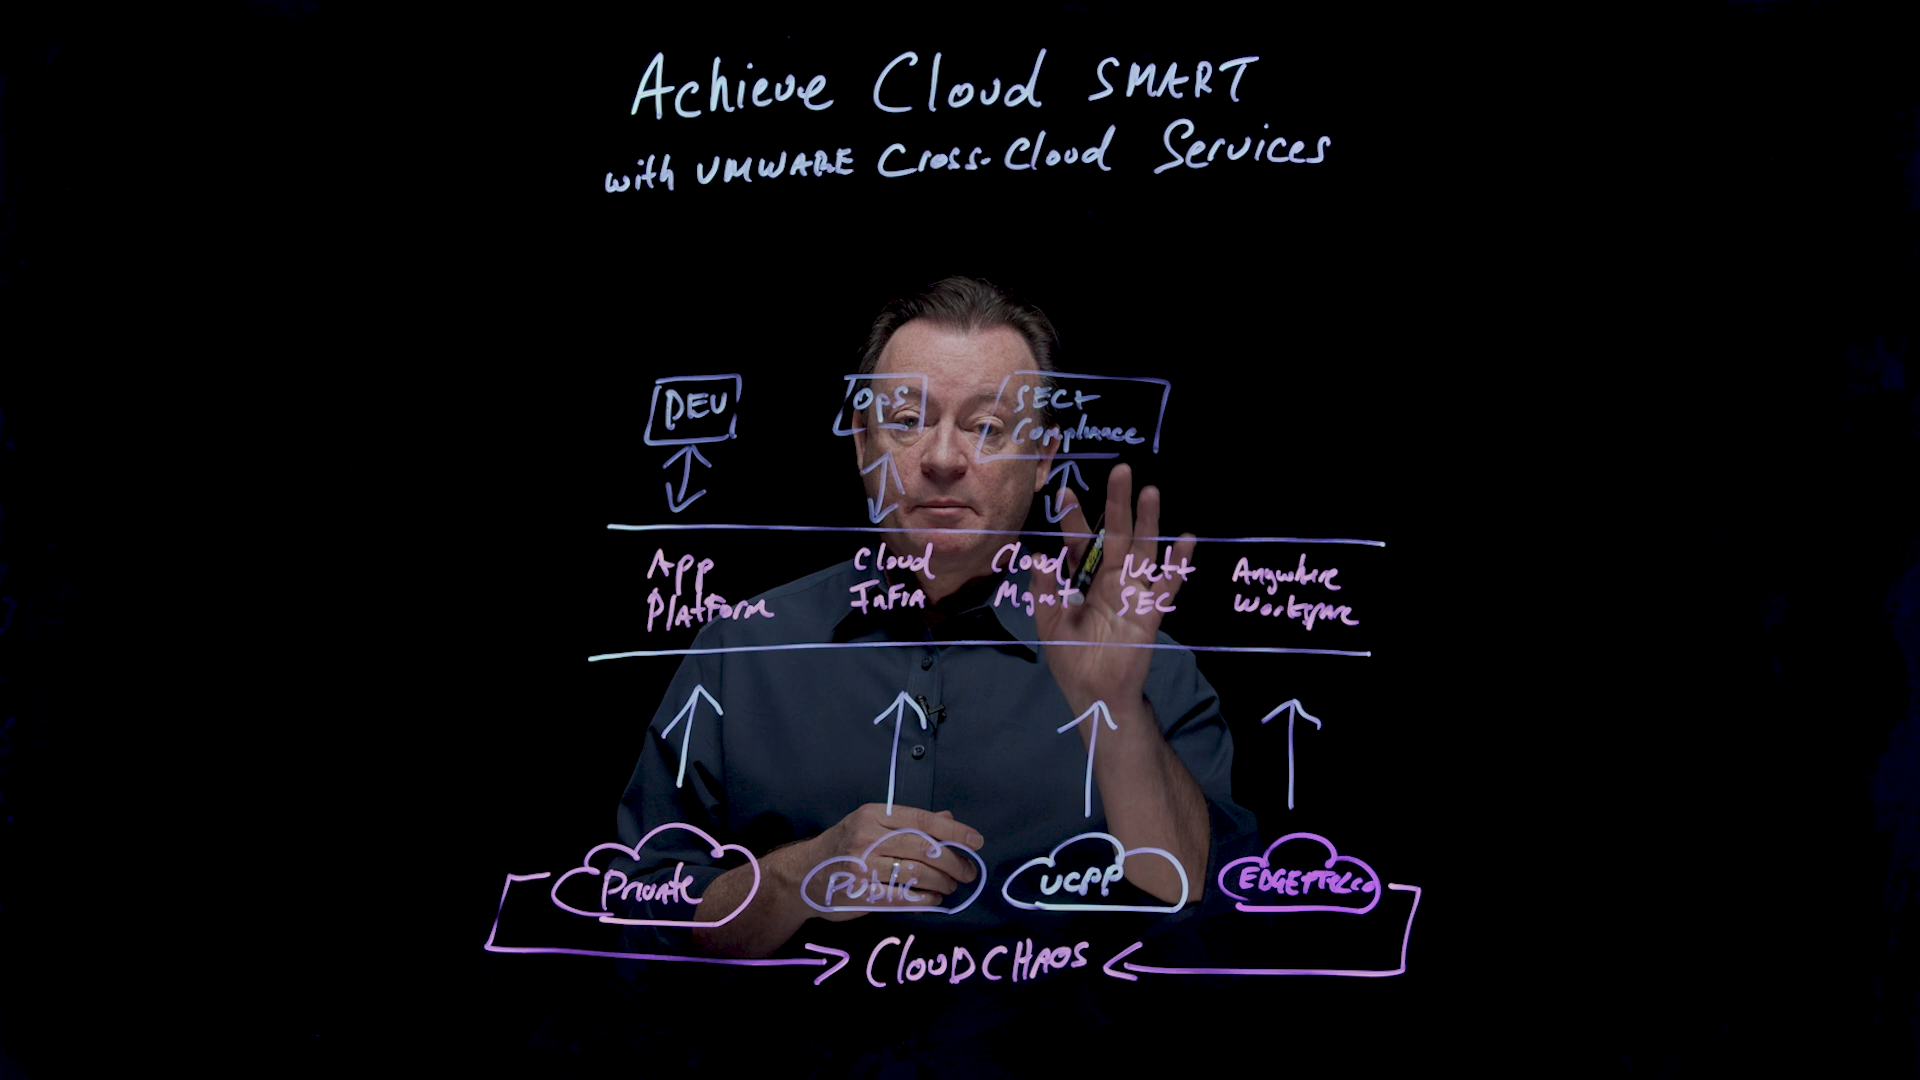 Achieve Cloud SMART
with VMWARE Cross-Cloud Services
DEV
Ops
SEC+
Compliance
App
Platform
Cloud
InFrA
Cloud
Mgmt
Net+
SEC
Anywhere
Workspace
Private
Public
VCPP
EDGE+TELCO
CLOUD CHAOS